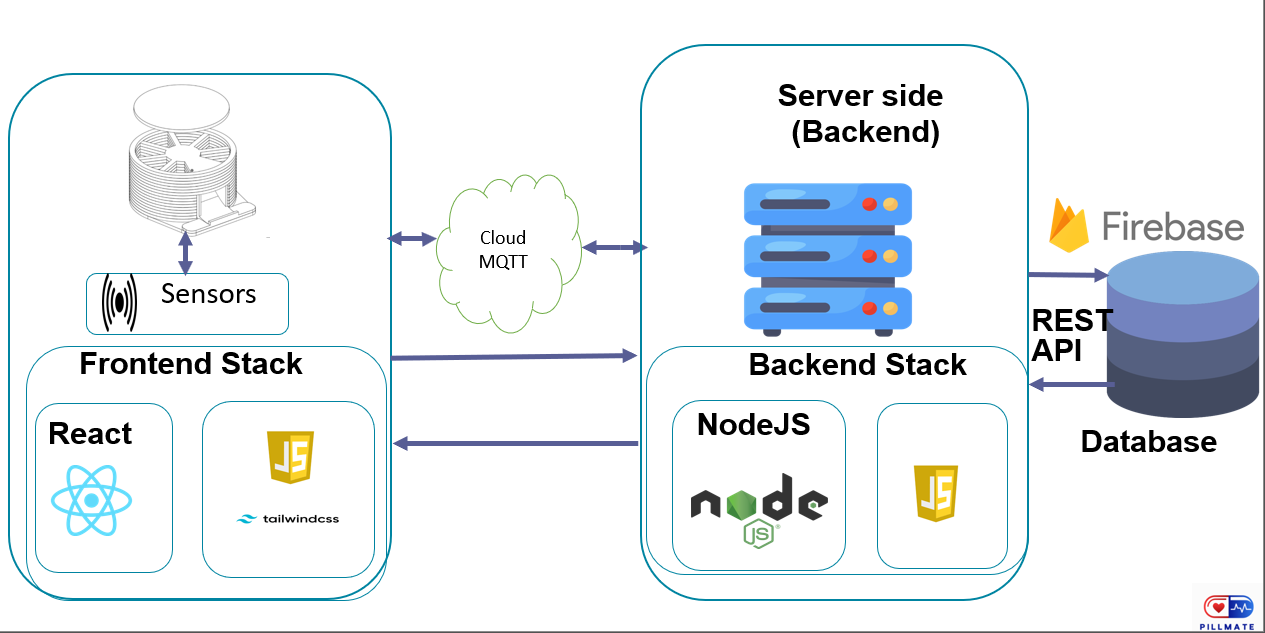 Server side
(Backend)
Cloud
MQTT
Firebase
Sensors
REST
API
Frontend Stack
Backend Stack
React
JS
tailwindcss
NodeJS
node
JS
JS
Database
PILLMATE